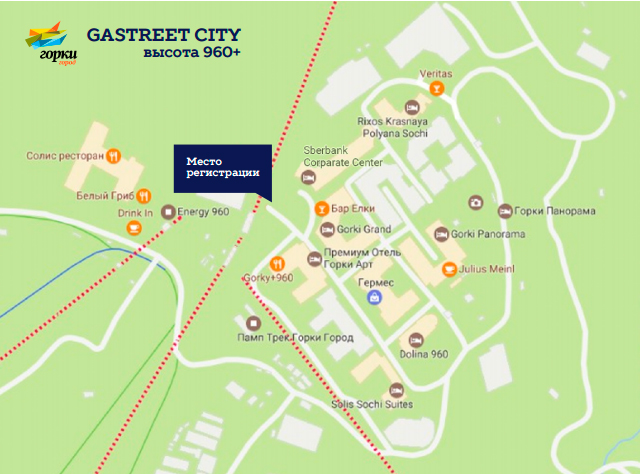 GASTREET CITY
высота 960+
горки
город
Veritas
Rixos Krasnaya
Polyana Sochi
Sberbank
Corparate Center
Солис ресторан
Место
регистрации
Белый Гриб
Drink In
Energy 960
Бар Елки
Gorki Grand
Горки Панорама
Gorki Panorama
Премиум Отель
Горки Арт
Gorky+960
Julius Meinl
Гермес
Памп Трек Горки Город
Dolina 960
Solis Sochi Suites